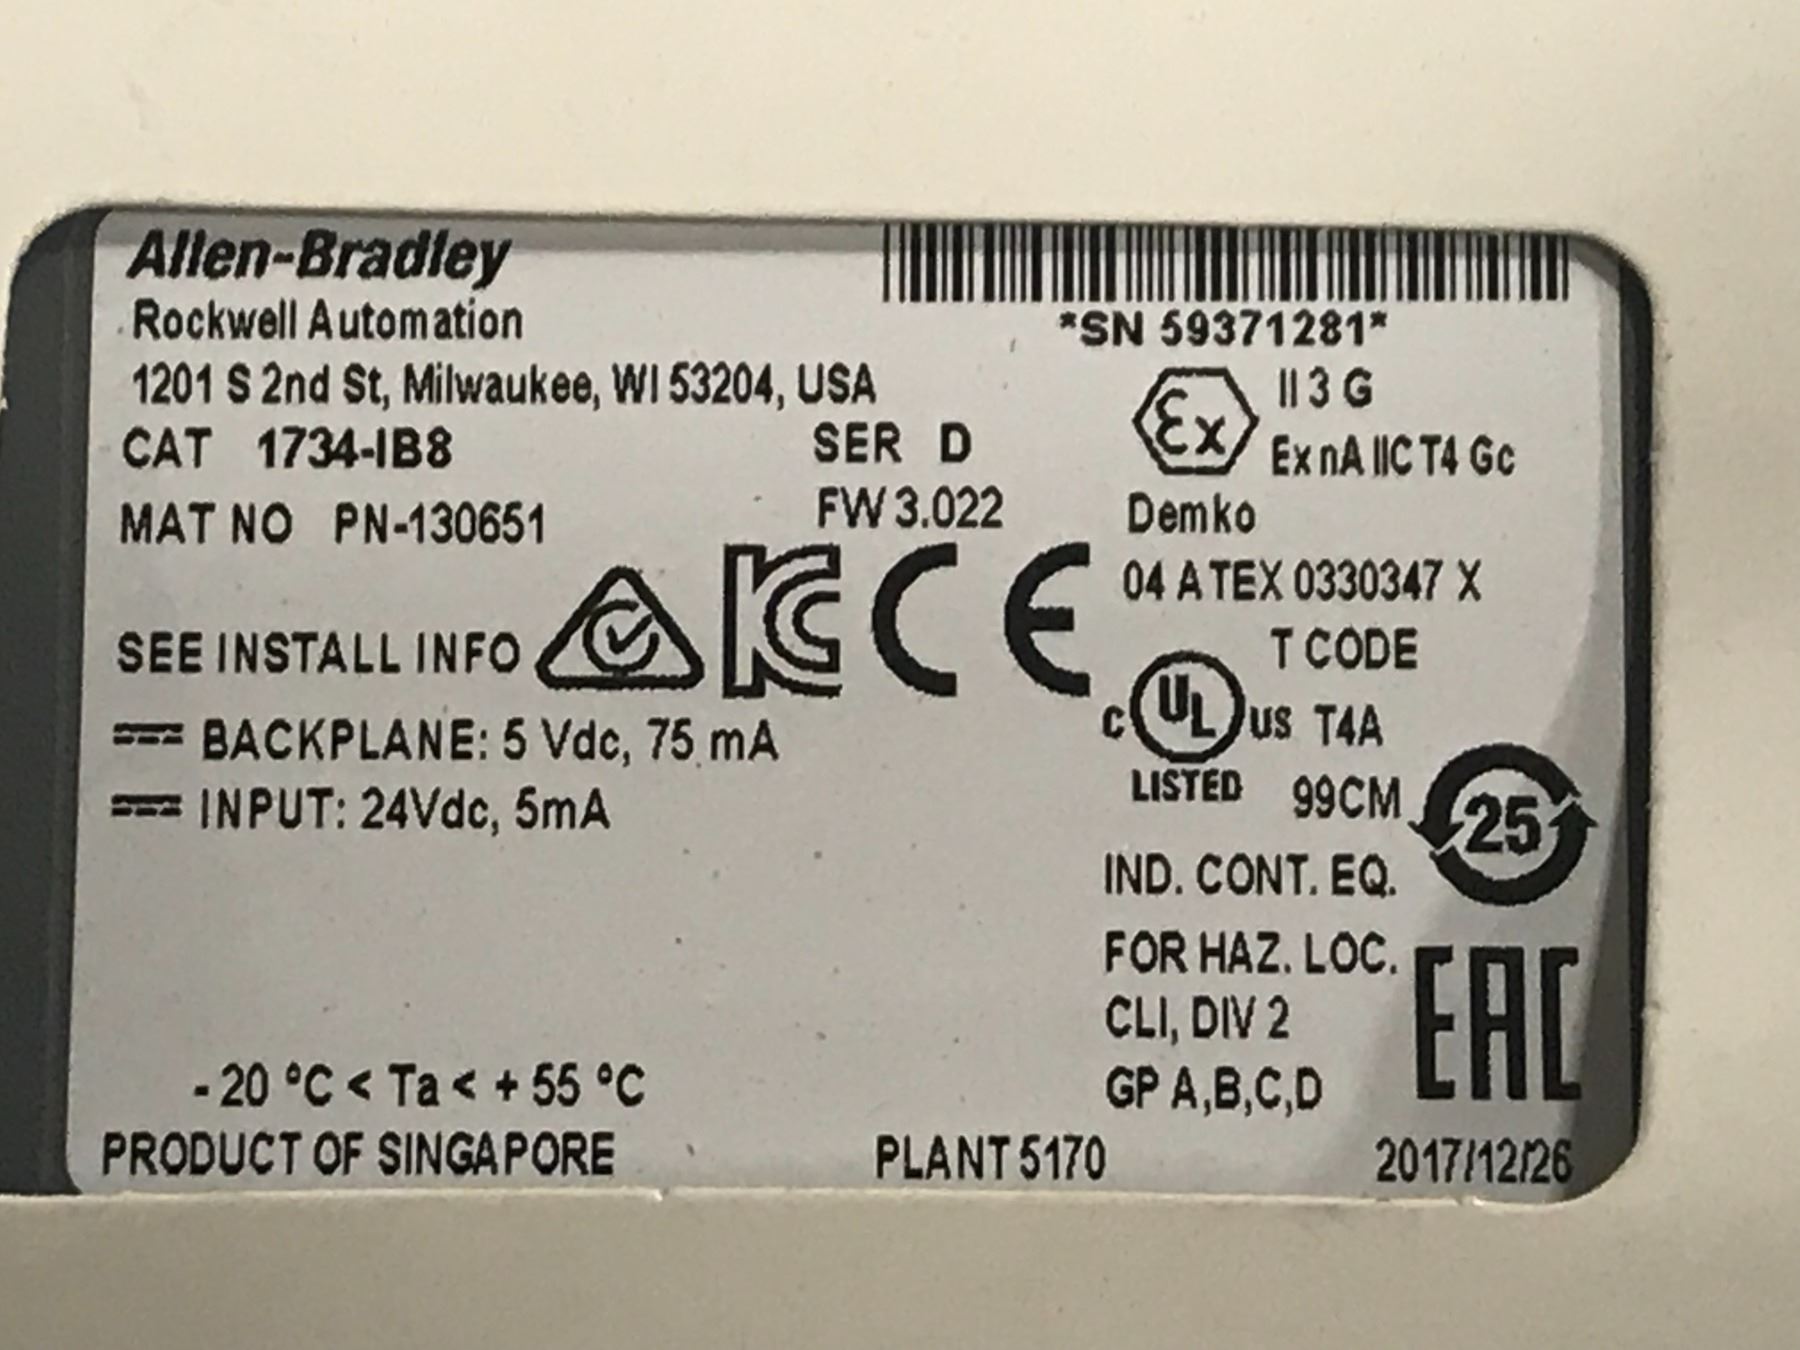 Allen-Bradley
Rockwell Automation
1201 S 2nd St, Milwaukee, WI 53204, USA
CAT 1734-IB8
SER D
MAT NO PN-130651
FW 3.022
SEE INSTALL INFO
KC CE
BACKPLANE: 5 Vdc, 75 mA
INPUT: 24Vdc, 5mA
- 20 °C < Ta < + 55 °C
PRODUCT OF SINGAPORE
PLANT 5170
*SN 59371281*
Ex II 3 G
Ex nA IIC T4 Gc
Demko
04 ATEX 0330347 X
T CODE
C UL US T4A
LISTED 99CM
25
IND. CONT. EQ.
FOR HAZ. LOC.
CLI, DIV 2
GP A,B,C,D
EAC
2017/12/26